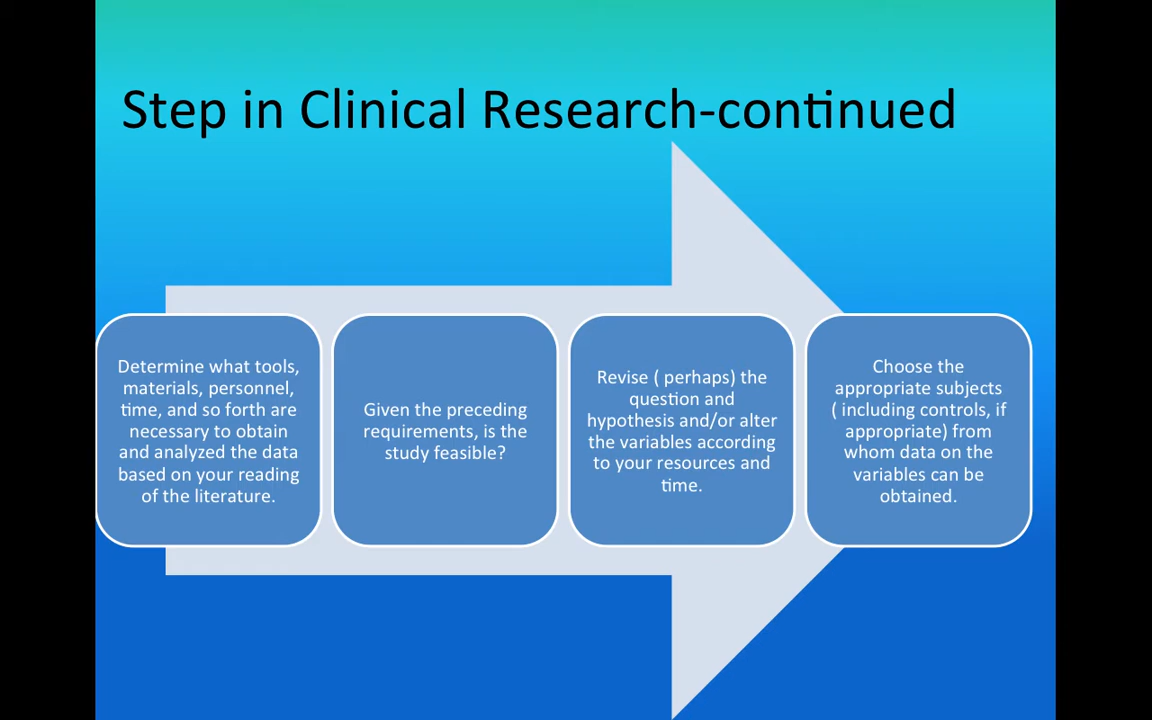 Step in Clinical Research-continued
Determine what tools,
materials, personnel,
time, and so forth are
necessary to obtain
and analyzed the data
based on your reading
of the literature.
Given the preceding
requirements, is the
study feasible?
Revise ( perhaps) the
question and
hypothesis and/or alter
the variables according
to your resources and
time.
Choose the
appropriate subjects
( including controls, if
appropriate) from
whom data on the
variables can be
obtained.